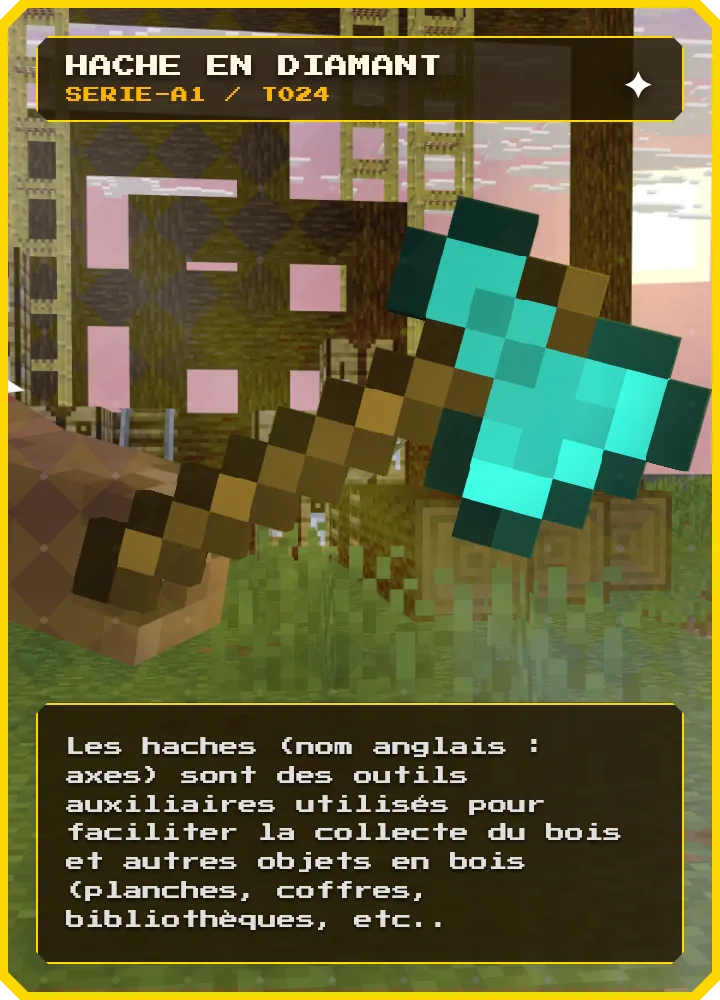 HACHE EN DIAMANT
SERIE-A1 / T024
Les haches (nom anglais :
axes) sont des outils
auxiliaires utilisés pour
faciliter la collecte du bois
et autres objets en bois
(planches, coffres,
bibliothèques, etc..